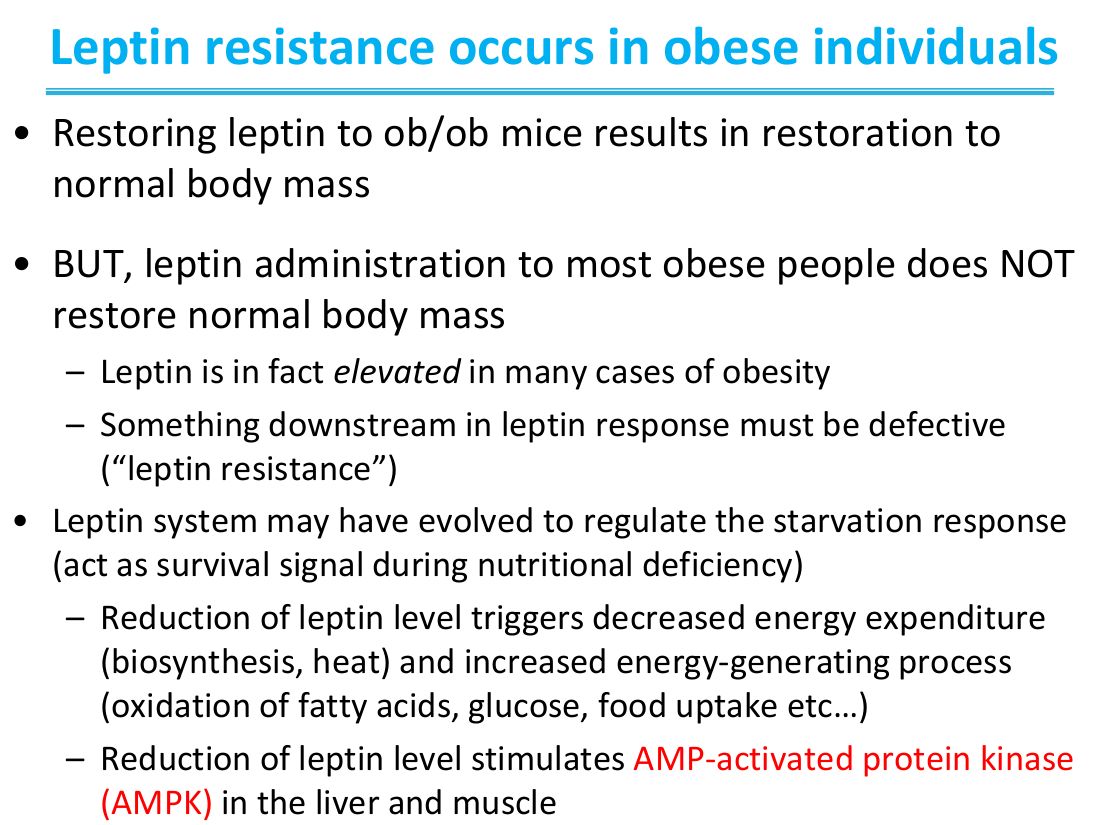 Leptin resistance occurs in obese individuals
• Restoring leptin to ob/ob mice results in restoration to
normal body mass
• BUT, leptin administration to most obese people does NOT
restore normal body mass
– Leptin is in fact elevated in many cases of obesity
– Something downstream in leptin response must be defective
(“leptin resistance”)
• Leptin system may have evolved to regulate the starvation response
(act as survival signal during nutritional deficiency)
– Reduction of leptin level triggers decreased energy expenditure
(biosynthesis, heat) and increased energy-generating process
(oxidation of fatty acids, glucose, food uptake etc…)
– Reduction of leptin level stimulates AMP-activated protein kinase
(AMPK) in the liver and muscle